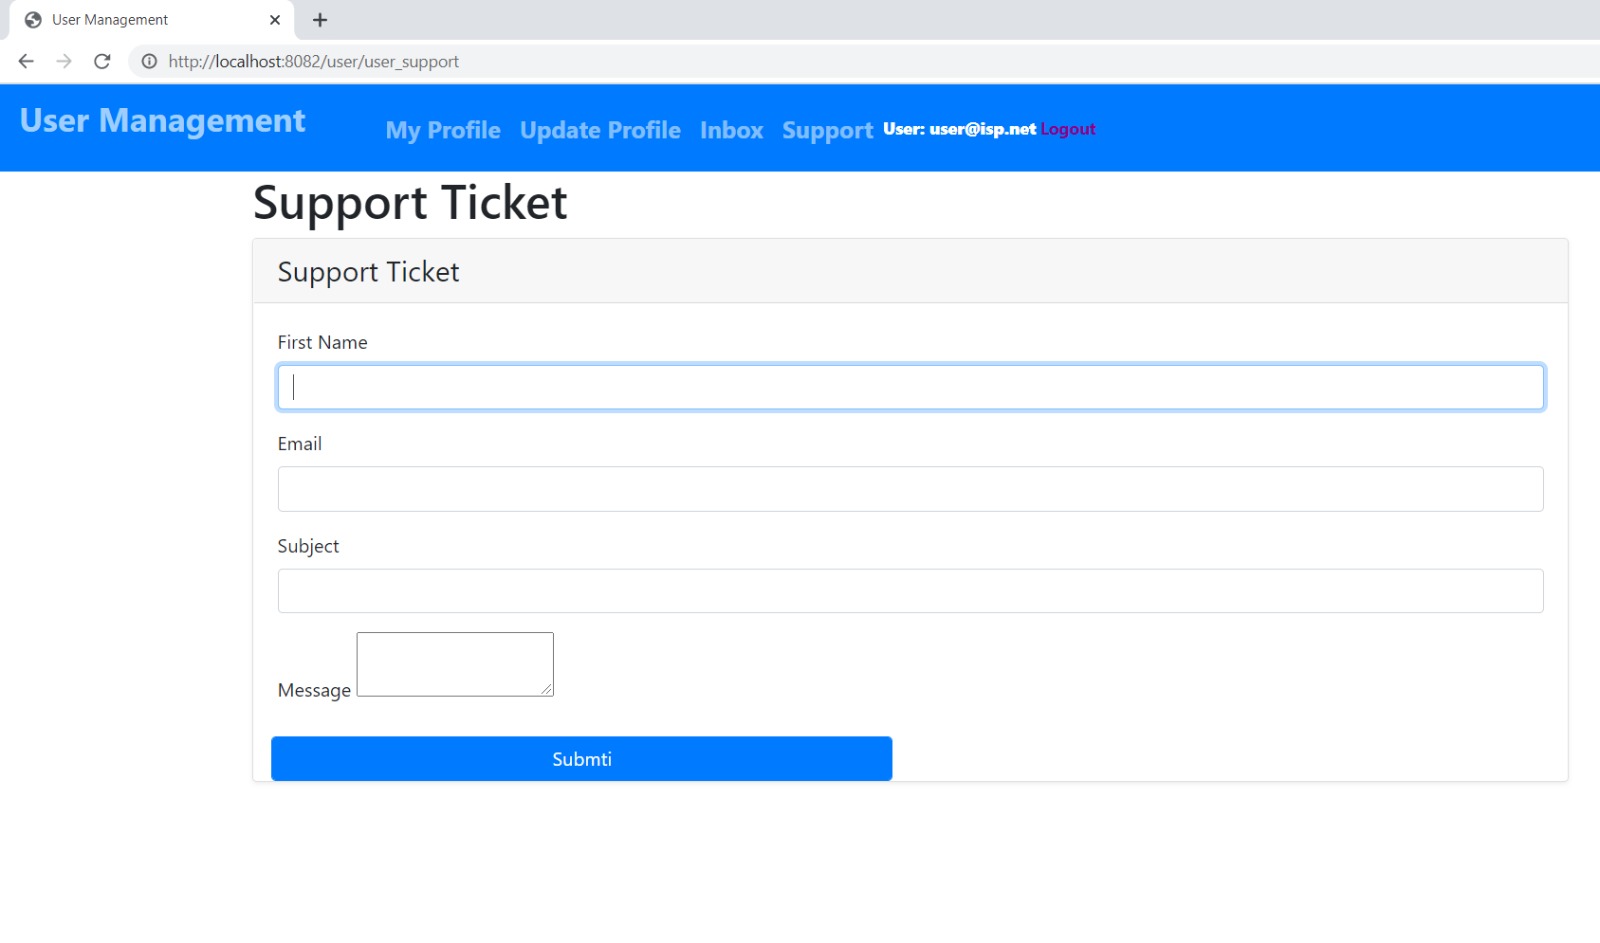 User Management
http://localhost:8082/user/user_support
User Management My Profile Update Profile Inbox Support User: user@isp.net Logout
Support Ticket
Support Ticket
First Name
Email
Subject
Message
Submti